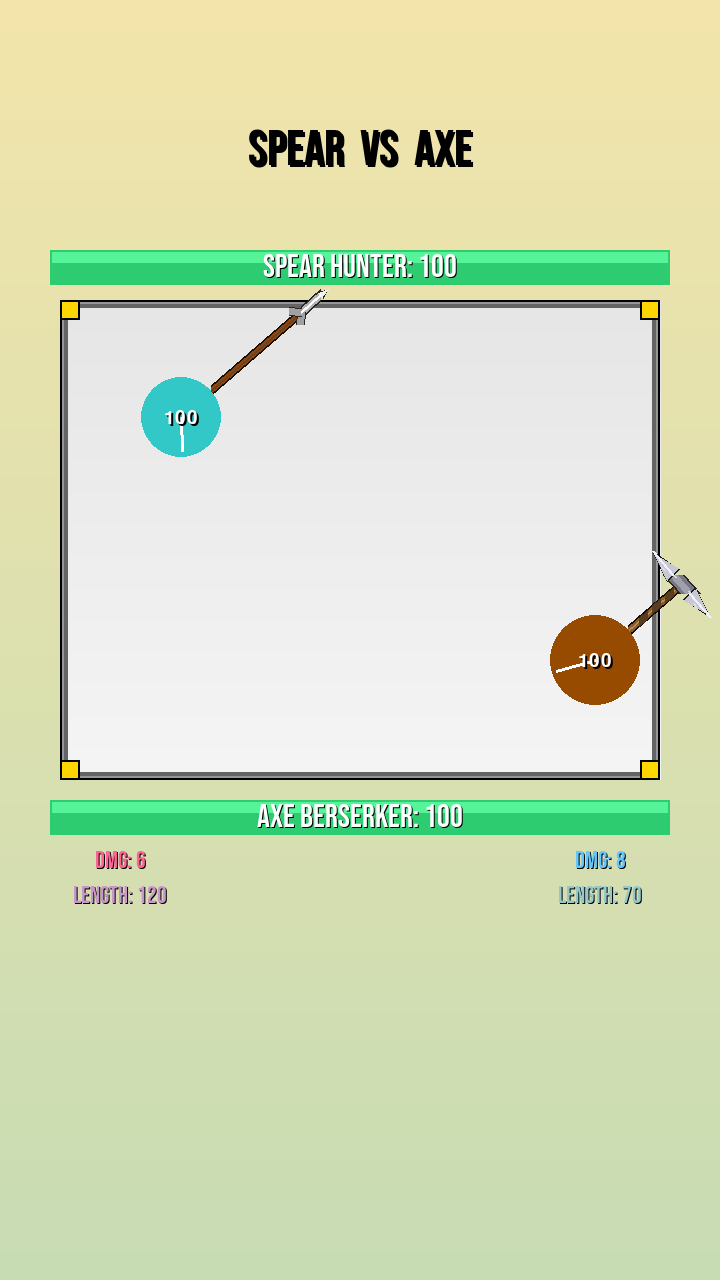 SPEAR VS AXE
SPEAR HUNTER: 100
100
100
AXE BERSERKER: 100
DMG: 6
DMG: 8
LENGTH: 120
LENGTH: 70